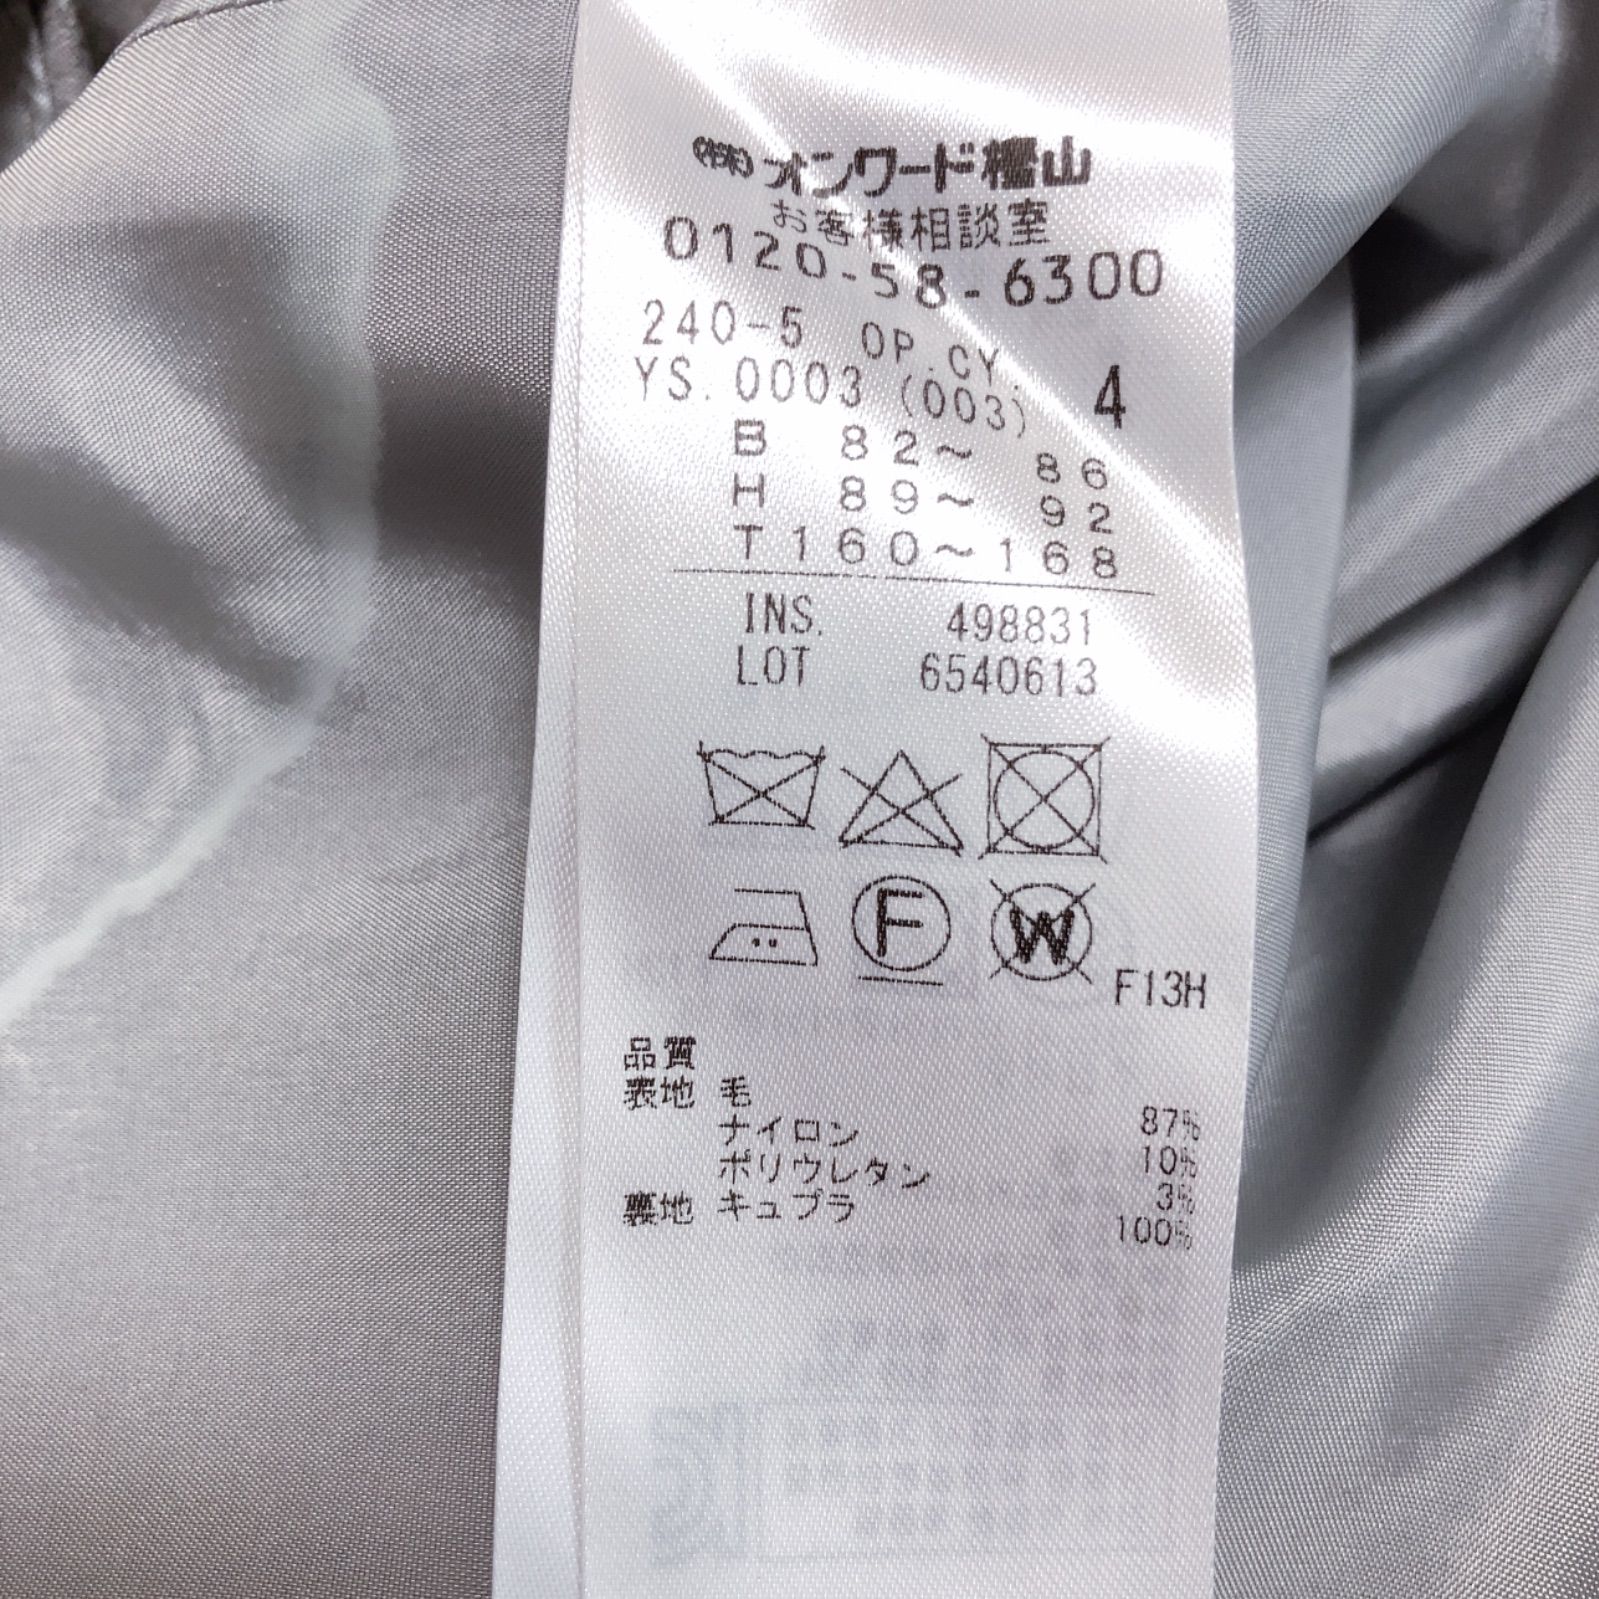 (株)オンワード樫山
お客様相談室
0120-58-6300
240-5 OP.CY.
YS.0003 (003) 4
B 82~ 86
H 89~ 92
T160~168
INS. 498831
LOT 6540613
F W
F13H
品質
表地 毛 87%
ナイロン 10%
ポリウレタン 3%
裏地 キュプラ 100%